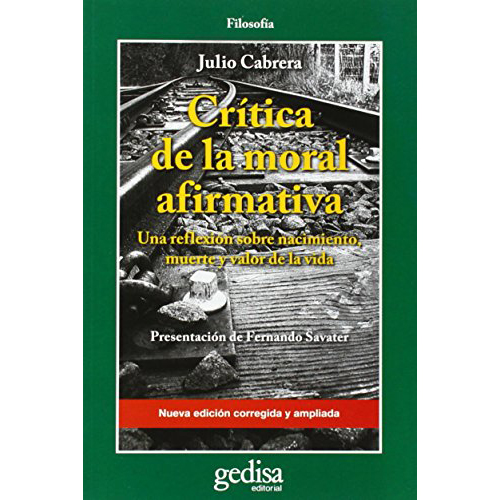 Filosofía
Julio Cabrera
Crítica
de la moral
afirmativa
Una reflexión sobre nacimiento,
muerte y valor de la vida
Presentación de Fernando Savater
Nueva edición corregida y ampliada
gedisa
editorial